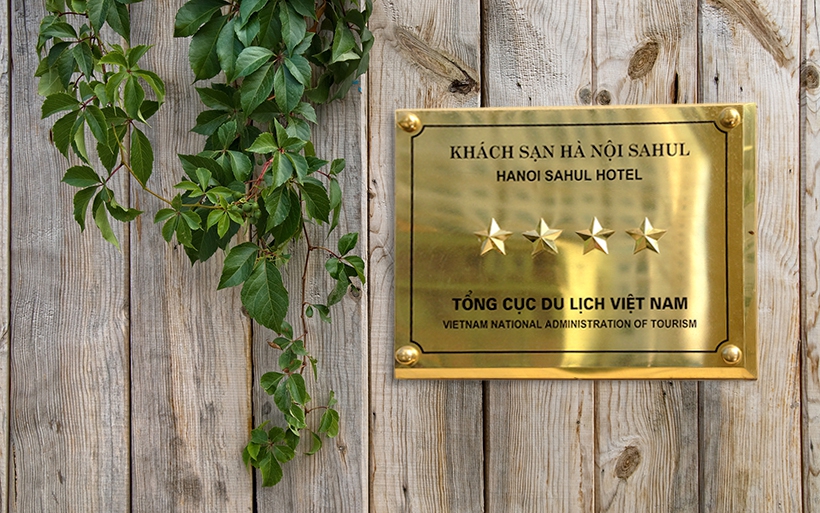 KHÁCH SẠN HÀ NỘI SAHUL
HANOI SAHUL HOTEL
TỔNG CỤC DU LỊCH VIỆT NAM
VIETNAM NATIONAL ADMINISTRATION OF TOURISM